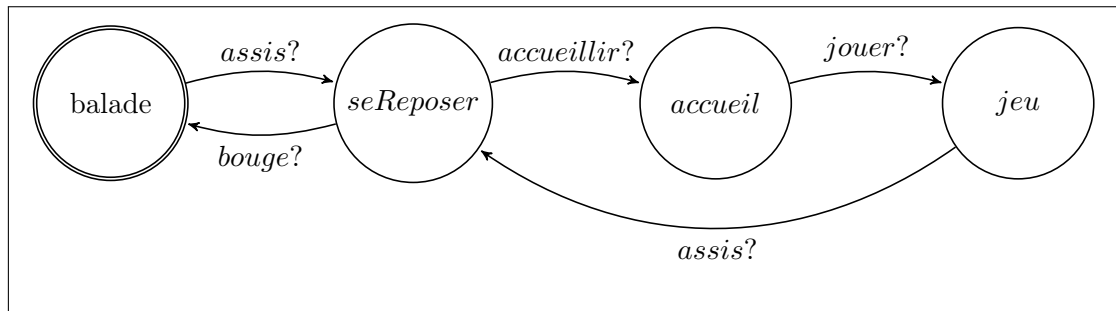 assis?
accueillir?
jouer?
balade
seReposer
accueil
jeu
bouge?
assis?